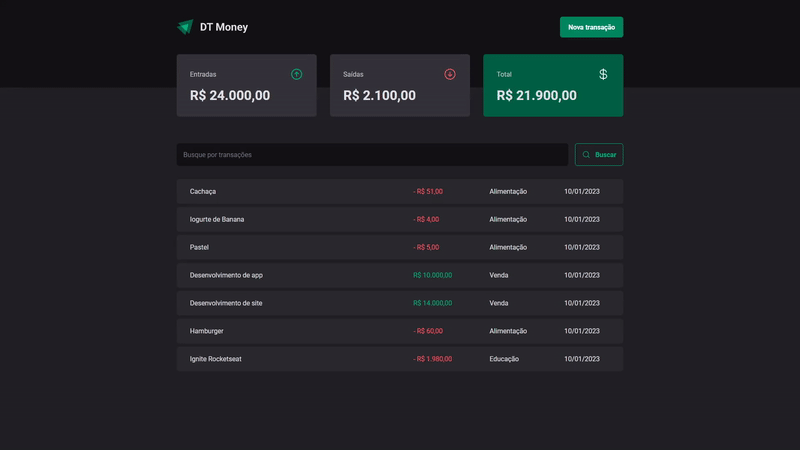 DT Money
Nova transação
Entradas
R$ 24.000,00
Saídas
R$ 2.100,00
Total
R$ 21.900,00
Busque por transações
Buscar
Cachaça - R$ 51,00 Alimentação 10/01/2023
Iogurte de Banana - R$ 4,00 Alimentação 10/01/2023
Pastel - R$ 5,00 Alimentação 10/01/2023
Desenvolvimento de app R$ 10.000,00 Venda 10/01/2023
Desenvolvimento de site R$ 14.000,00 Venda 10/01/2023
Hamburger - R$ 60,00 Alimentação 10/01/2023
Ignite Rocketseat - R$ 1.980,00 Educação 10/01/2023